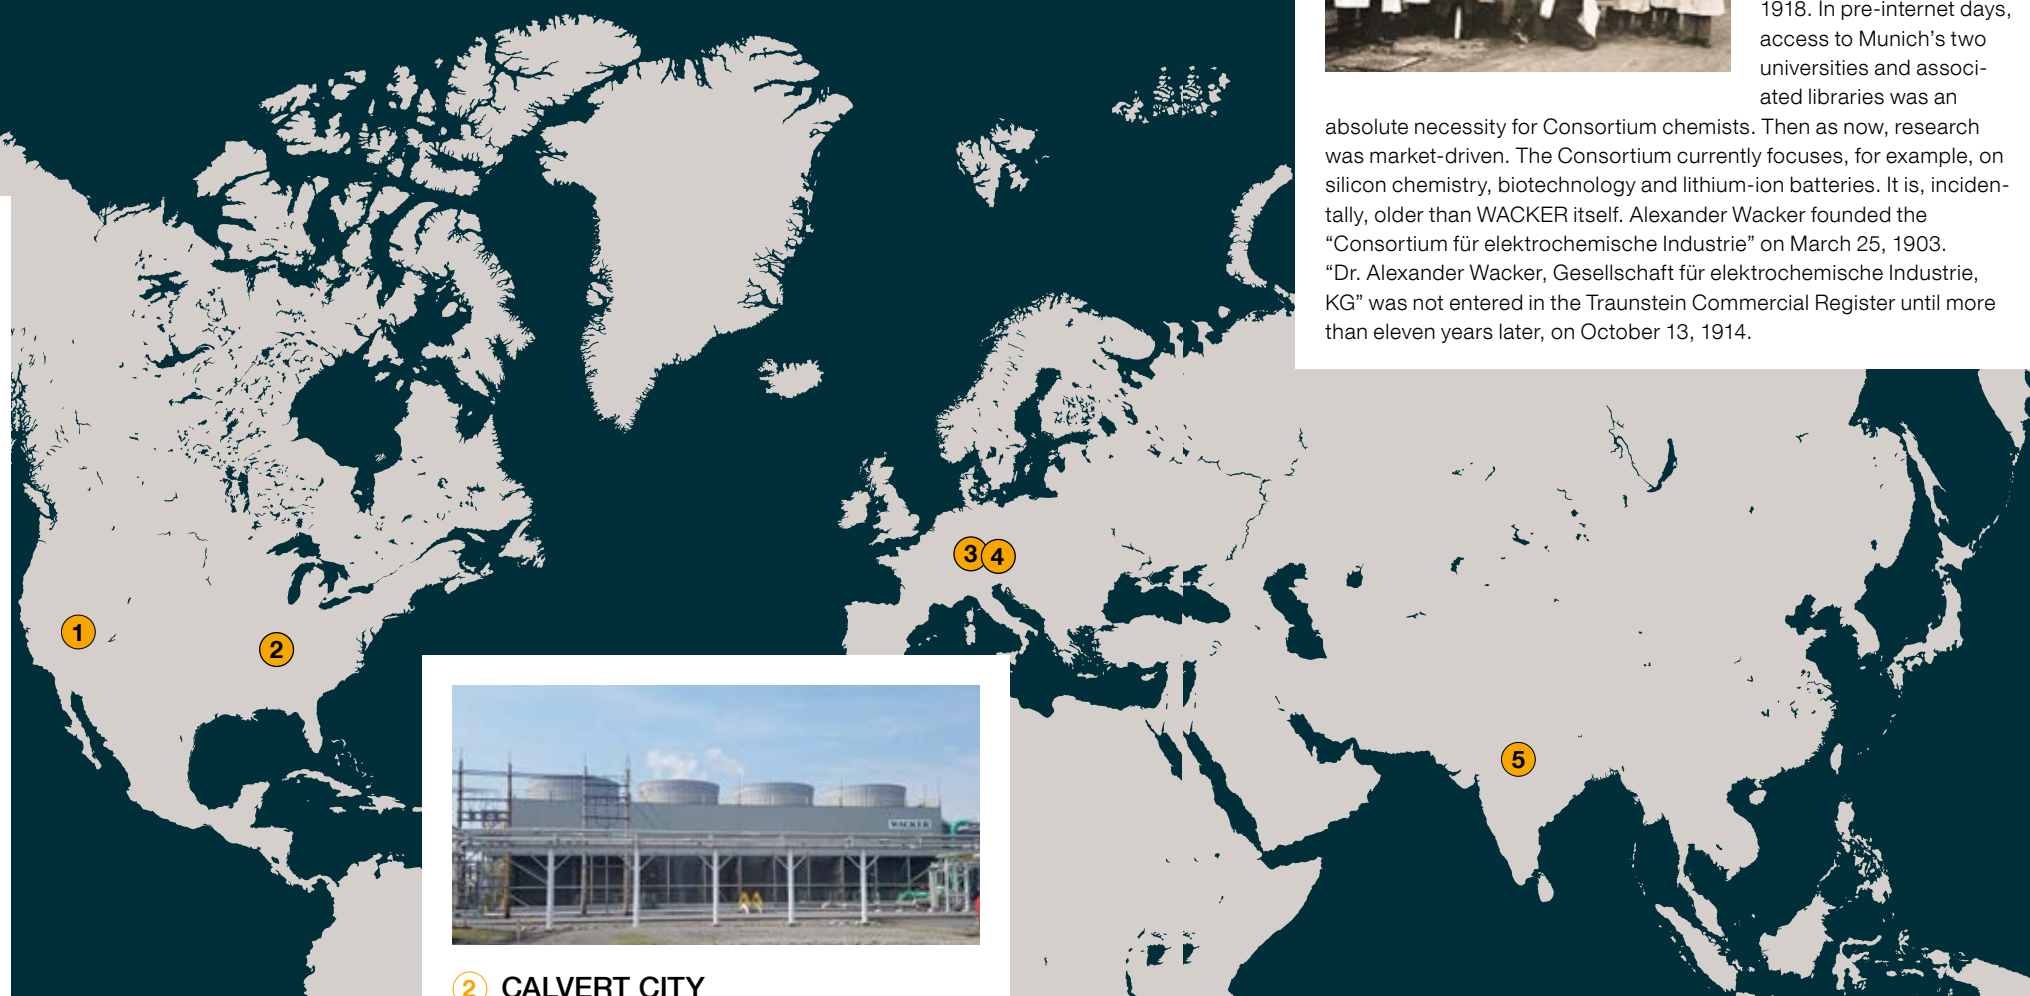 1918. In pre-internet days,
access to Munich's two
universities and associ-
ated libraries was an
absolute necessity for Consortium chemists. Then as now, research
was market-driven. The Consortium currently focuses, for example, on
silicon chemistry, biotechnology and lithium-ion batteries. It is, inciden-
tally, older than WACKER itself. Alexander Wacker founded the
“Consortium für elektrochemische Industrie” on March 25, 1903.
“Dr. Alexander Wacker, Gesellschaft für elektrochemische Industrie,
KG” was not entered in the Traunstein Commercial Register until more
than eleven years later, on October 13, 1914.
3 4
1
2
5
WACKER
2 CALVERT CITY